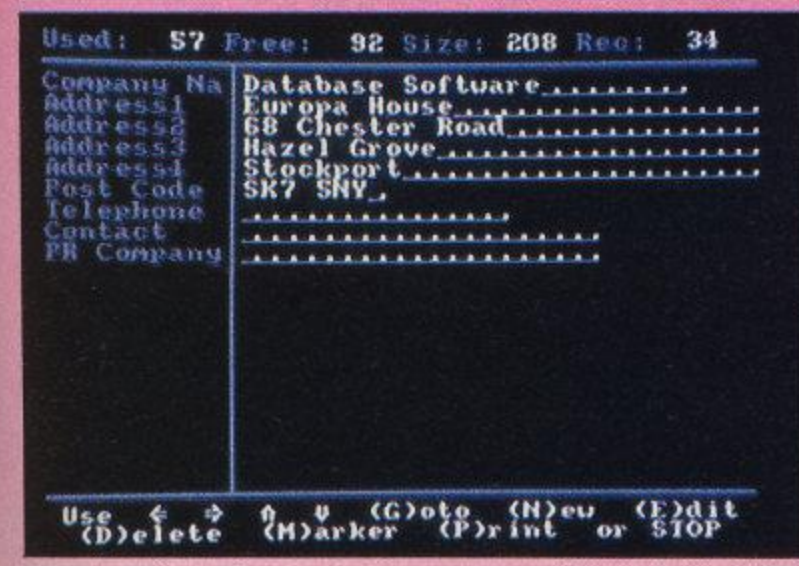 Used: 57 Free: 92 Size: 208 Rec: 34
Company Na Database Software
Address1 Europa House
Address2 68 Chester Road
Address3 Hazel Grove
Address4 Stockport
Post Code SK7 5NY
Telephone
Contact
PR Company
Use ← → ↑ ↓ (G)oto (N)ew (E)dit
(D)elete (M)arker (P)rint or STOP